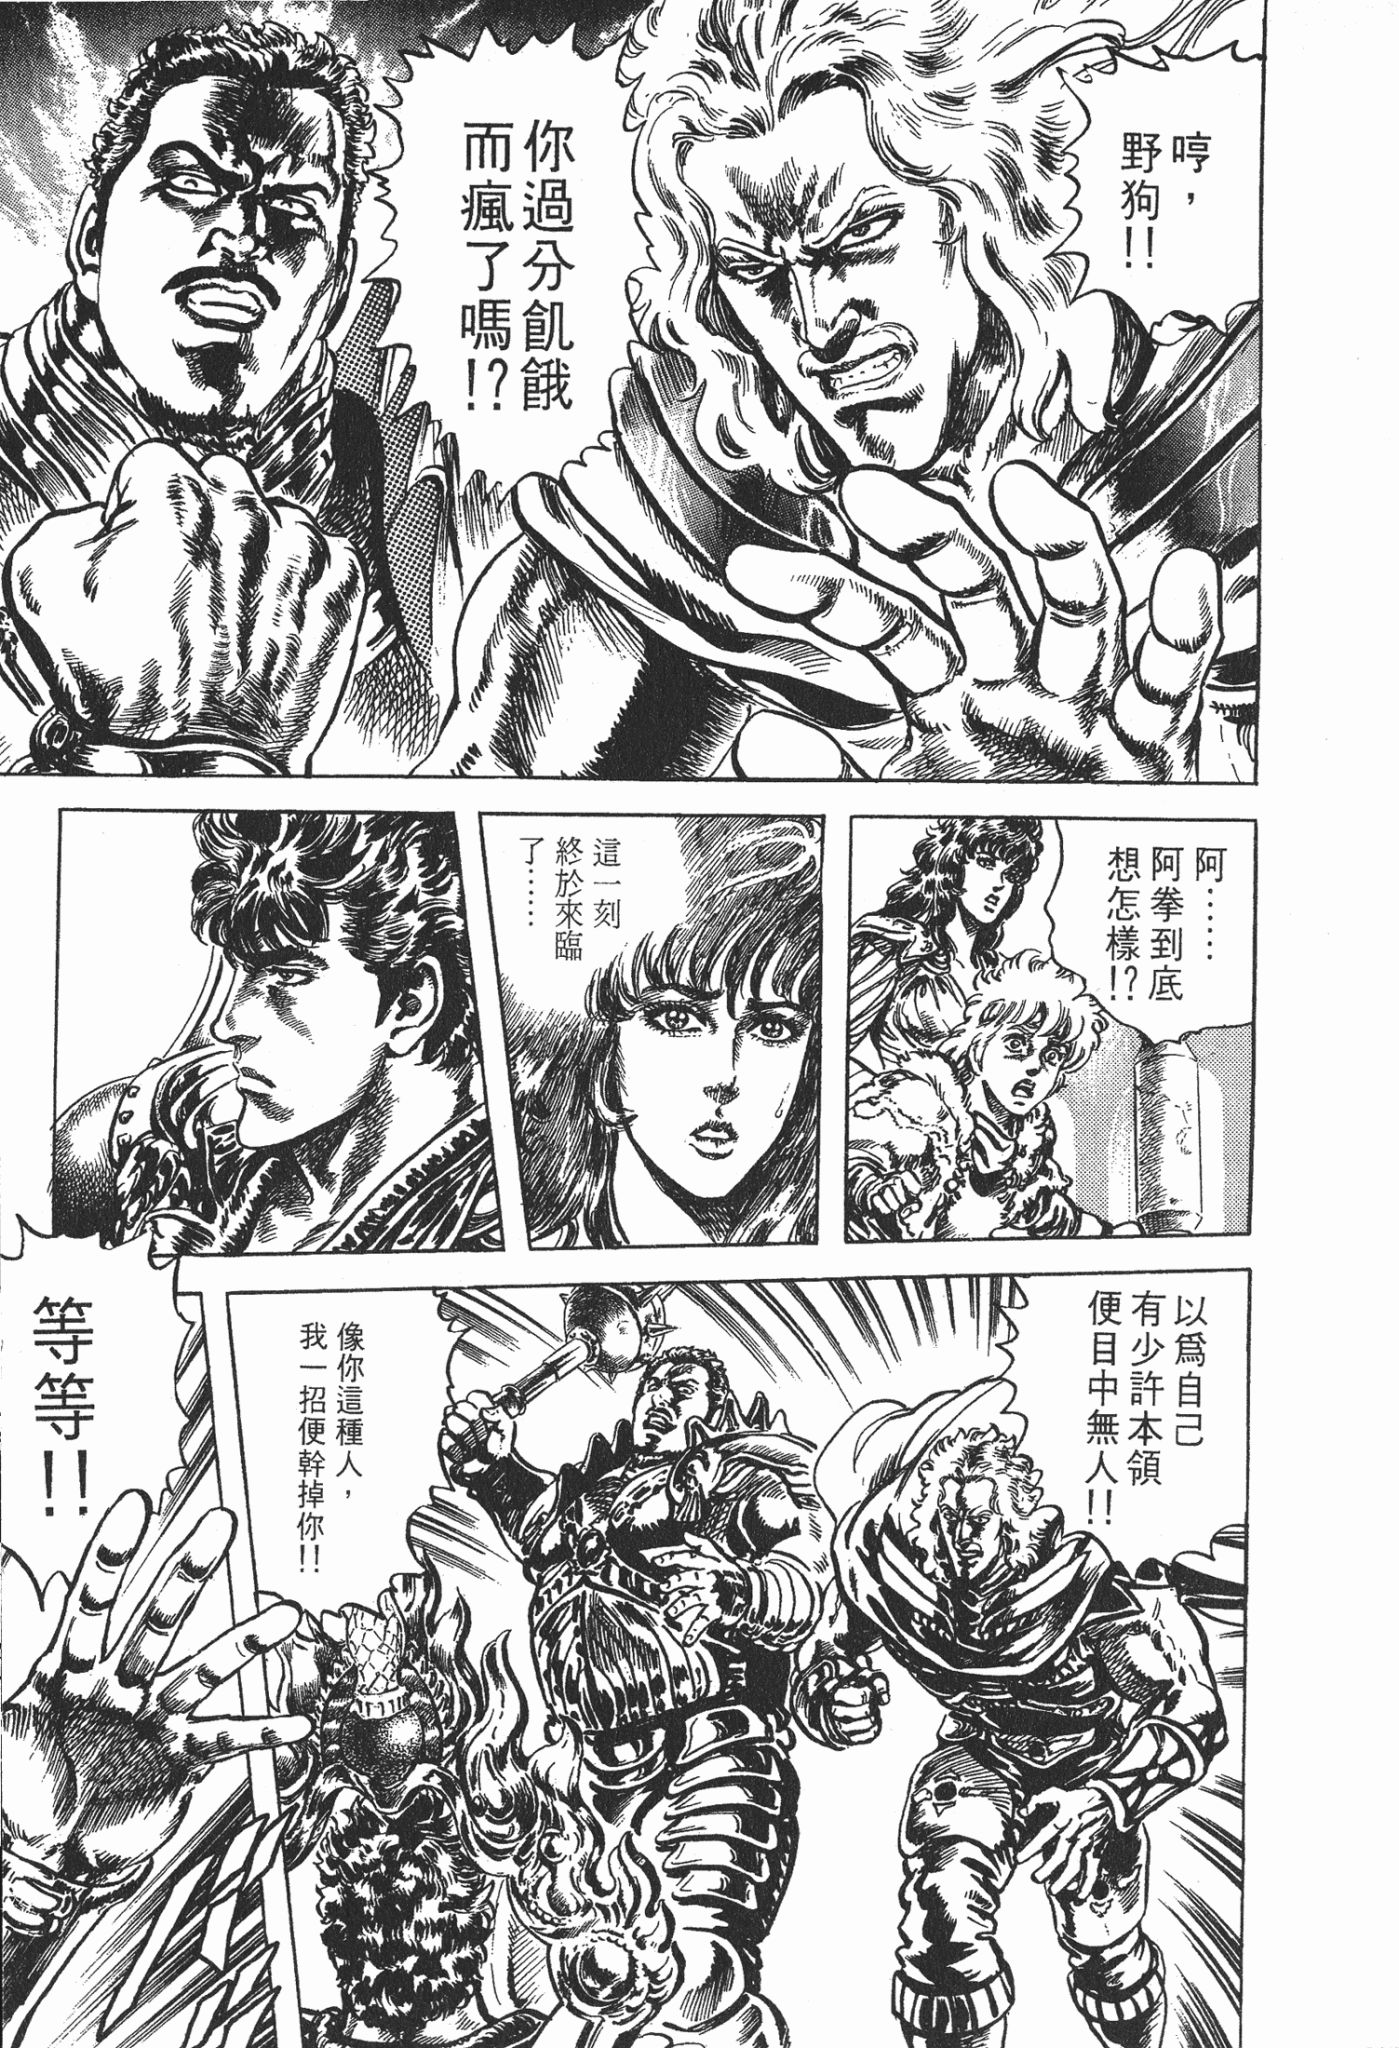 哼，
野狗!!
你過分飢餓
而瘋了嗎!?
阿……
阿拳到底
想怎樣!?
這一刻
終於來臨
了……
以爲自己
有少許本領
便目中無人!!
像你這種人，
我一招便幹掉你!!
等等!!